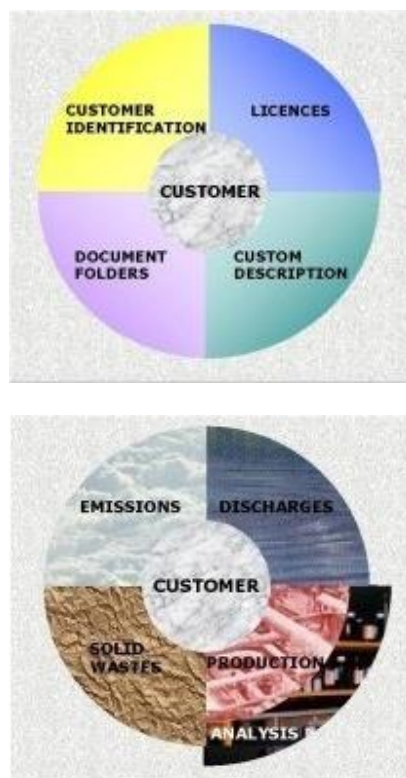 CUSTOMER
IDENTIFICATION
LICENCES
CUSTOMER
DOCUMENT
FOLDERS
CUSTOM
DESCRIPTION
EMISSIONS
DISCHARGES
CUSTOMER
SOLID
WASTES
PRODUCTION
ANALYSIS